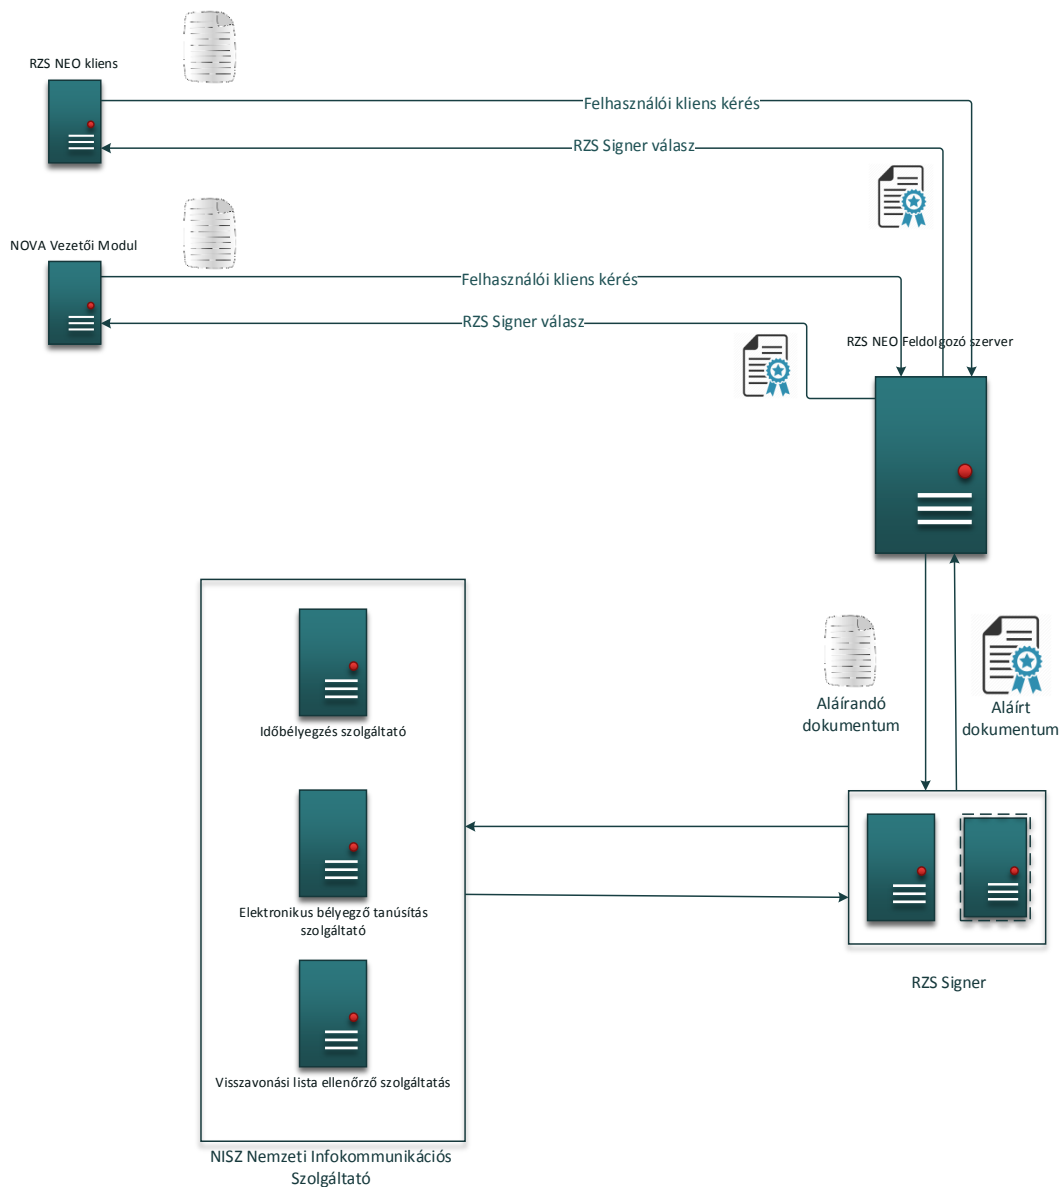 RZS NEO kliens
Felhasználói kliens kérés
RZS Signer válasz
NOVA Vezetői Modul
Felhasználói kliens kérés
RZS Signer válasz
RZS NEO Feldolgozó szerver
Időbélyegzés szolgáltató
Aláírandó
dokumentum
Aláírt
dokumentum
Elektronikus bélyegző tanúsítás
szolgáltató
RZS Signer
Visszavonási lista ellenőrző szolgáltatás
NISZ Nemzeti Infokommunikációs
Szolgáltató